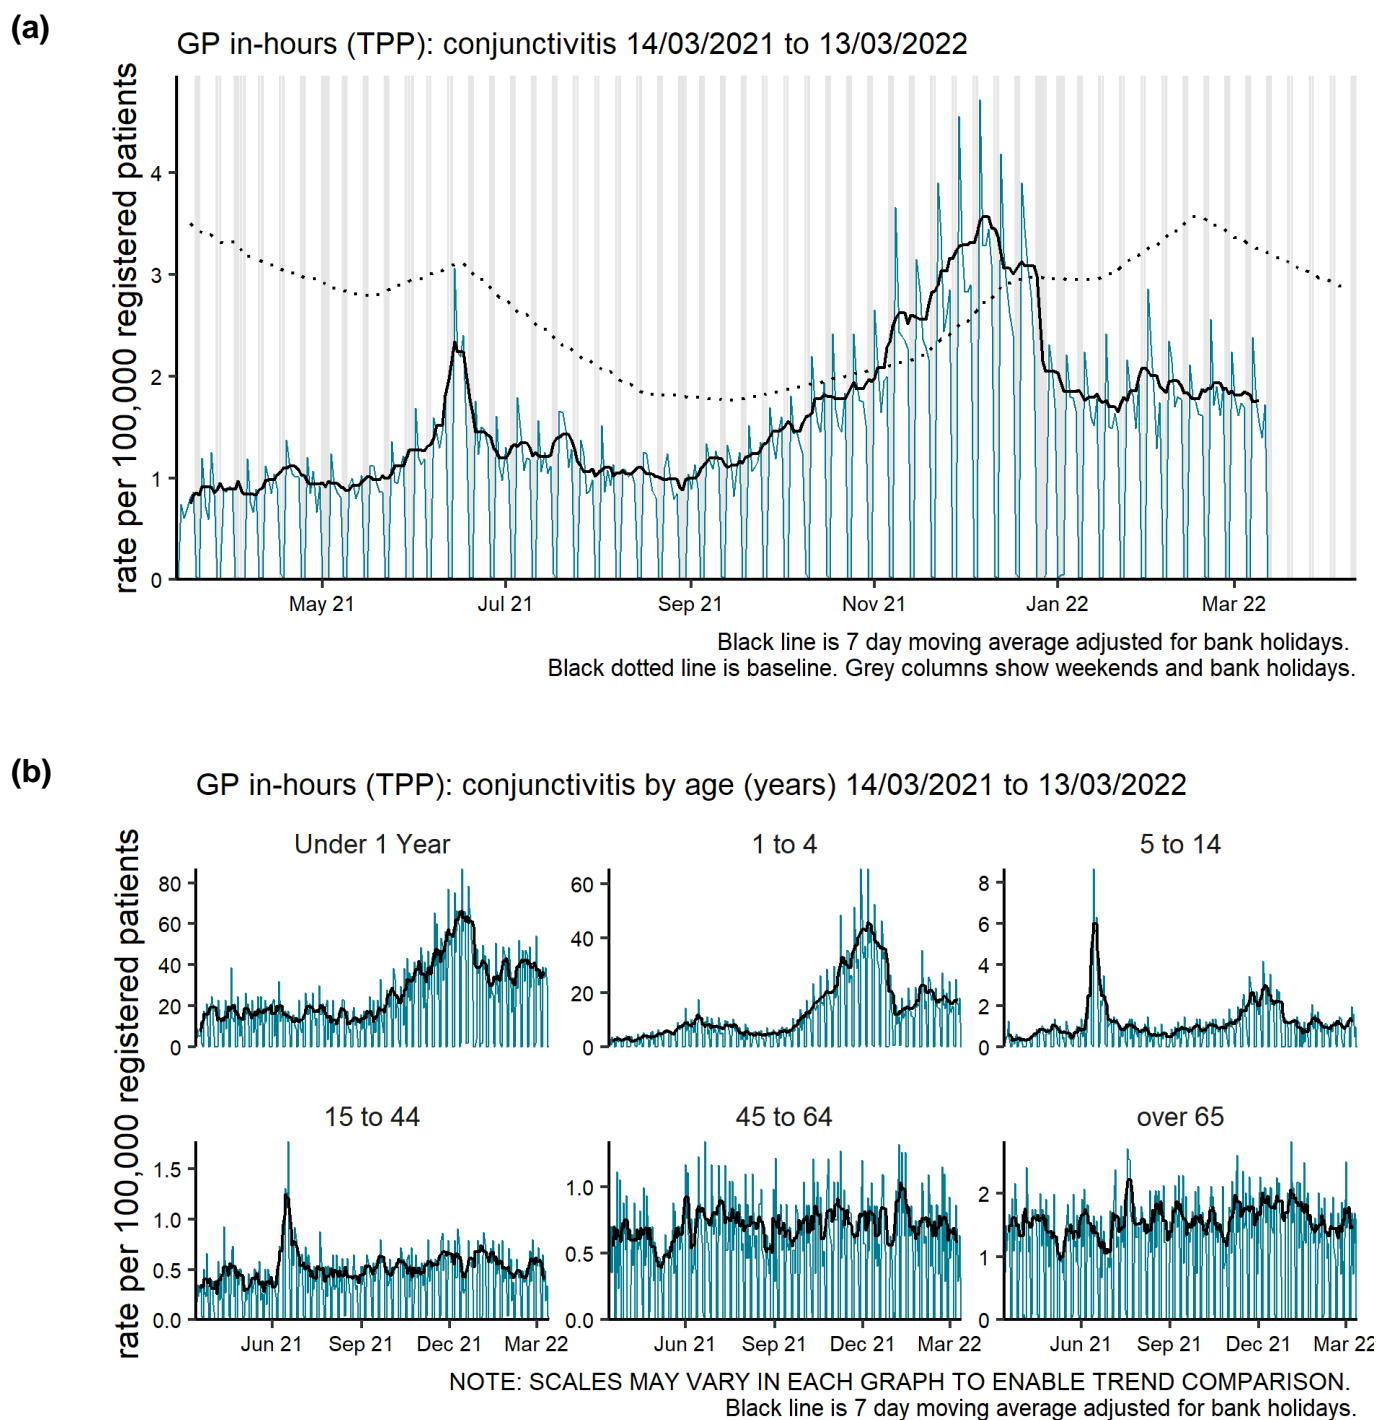 (a)
GP in-hours (TPP): conjunctivitis 14/03/2021 to 13/03/2022
rate per 100,000 registered patients
4
3
2
1
0
May 21 Jul 21 Sep 21 Nov 21 Jan 22 Mar 22
Black line is 7 day moving average adjusted for bank holidays.
Black dotted line is baseline. Grey columns show weekends and bank holidays.
(b)
GP in-hours (TPP): conjunctivitis by age (years) 14/03/2021 to 13/03/2022
rate per 100,000 registered patients
Under 1 Year
80
60
40
20
0
1 to 4
60
40
20
0
5 to 14
8
6
4
2
0
15 to 44
1.5
1.0
0.5
0.0
Jun 21 Sep 21 Dec 21 Mar 22
45 to 64
1.0
0.5
0.0
Jun 21 Sep 21 Dec 21 Mar 22
over 65
2
1
0
Jun 21 Sep 21 Dec 21 Mar 22
NOTE: SCALES MAY VARY IN EACH GRAPH TO ENABLE TREND COMPARISON.
Black line is 7 day moving average adjusted for bank holidays.